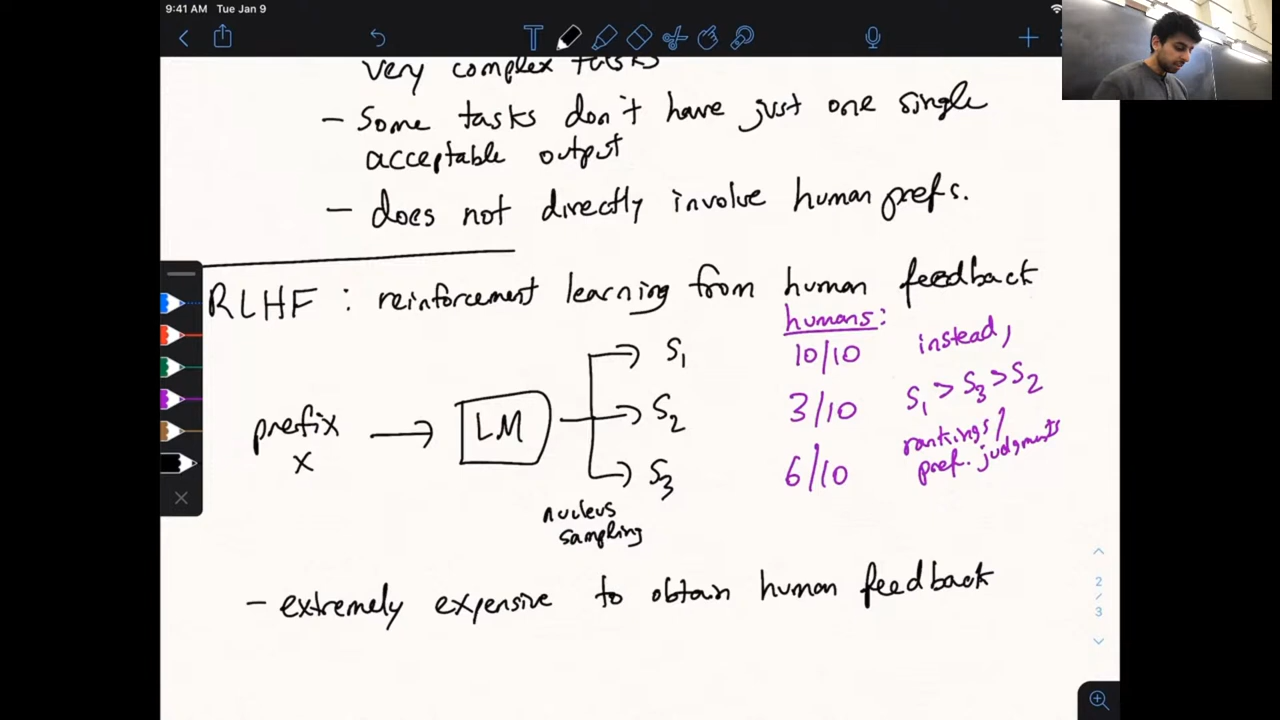 9:41 AM Tue Jan 9
very complex tasks
- Some tasks don't have just one single
acceptable output
- does not directly involve human prefs.
RLHF : reinforcement learning from human feedback
humans:
10/10
3/10
6/10
instead,
S1 > S3 > S2
rankings/
pref. judgments
prefix
x
LM
S1
S2
S3
nucleus
sampling
- extremely expensive to obtain human feedback
2
/
3